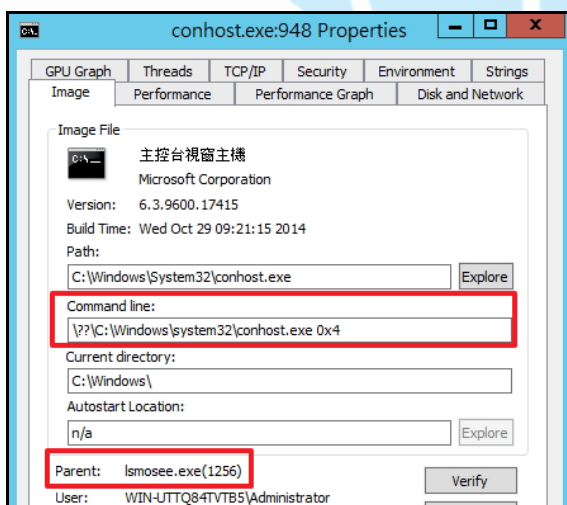 conhost.exe:948 Properties
GPU Graph Threads TCP/IP Security Environment Strings
Image Performance Performance Graph Disk and Network
Image File
主控台視窗主機
Microsoft Corporation
Version: 6.3.9600.17415
Build Time: Wed Oct 29 09:21:15 2014
Path:
C:\Windows\System32\conhost.exe Explore
Command line:
\??\C:\Windows\system32\conhost.exe 0x4
Current directory:
C:\Windows\
Autostart Location:
n/a Explore
Parent: lsmosee.exe(1256) Verify
User: WIN-UTTQ84TVTB5\Administrator